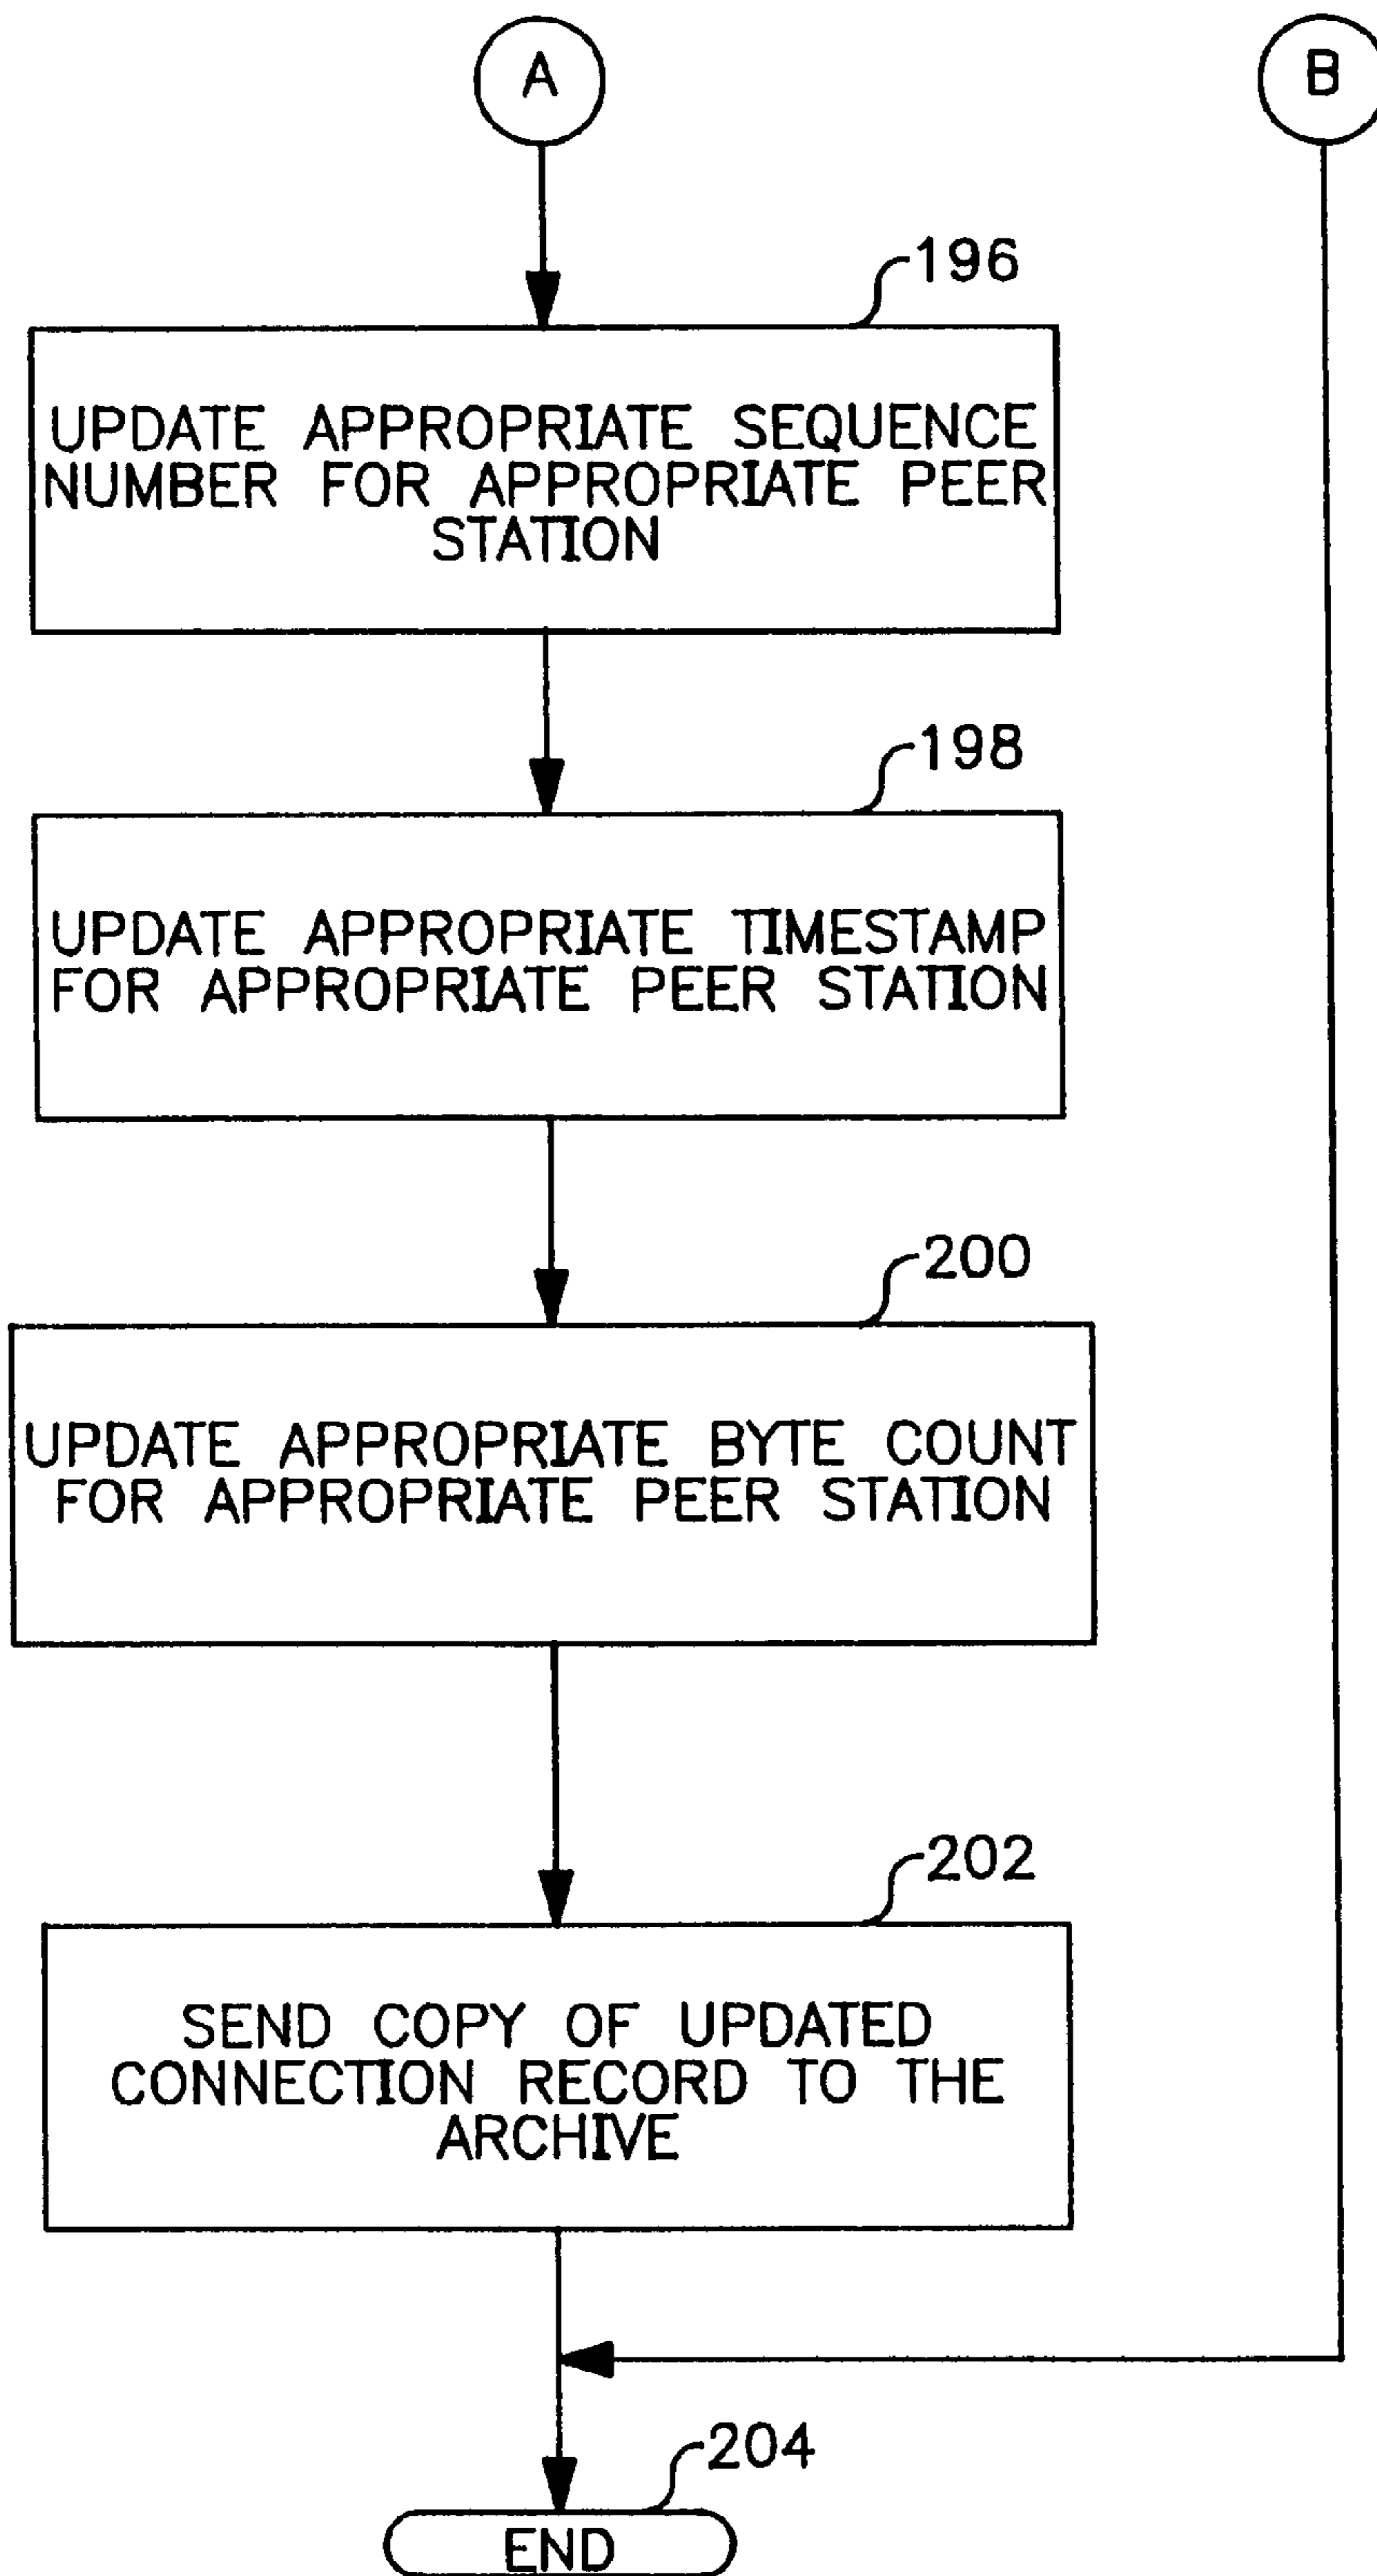 A
B
196
UPDATE APPROPRIATE SEQUENCE
NUMBER FOR APPROPRIATE PEER
STATION
198
UPDATE APPROPRIATE TIMESTAMP
FOR APPROPRIATE PEER STATION
200
UPDATE APPROPRIATE BYTE COUNT
FOR APPROPRIATE PEER STATION
202
SEND COPY OF UPDATED
CONNECTION RECORD TO THE
ARCHIVE
204
END